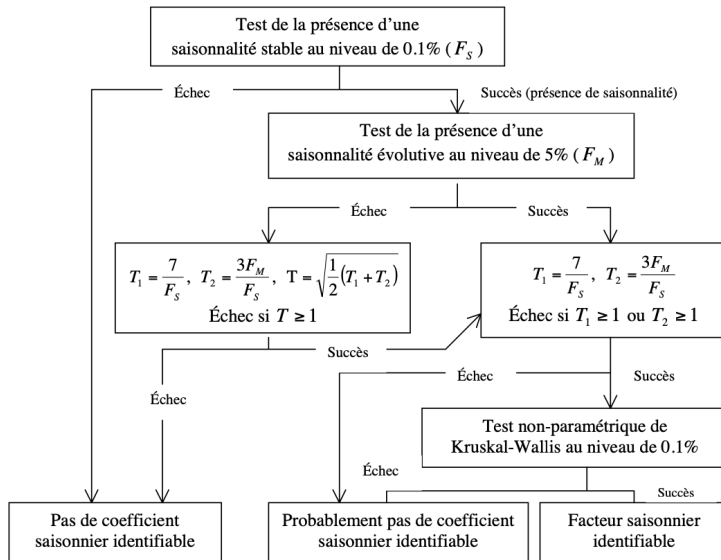 Test de la présence d'une
saisonnalité stable au niveau de 0.1% ( F_S )
Échec
Succès (présence de saisonnalité)
Test de la présence d'une
saisonnalité évolutive au niveau de 5% ( F_M )
Échec
Succès
T_1 = 7/F_S , T_2 = 3F_M/F_S , T = √(1/2 (T_1 + T_2))
Échec si T ≥ 1
T_1 = 7/F_S , T_2 = 3F_M/F_S
Échec si T_1 ≥ 1 ou T_2 ≥ 1
Succès
Échec
Échec
Succès
Test non-paramétrique de
Kruskal-Wallis au niveau de 0.1%
Échec
Succès
Pas de coefficient
saisonnier identifiable
Probablement pas de coefficient
saisonnier identifiable
Facteur saisonnier
identifiable